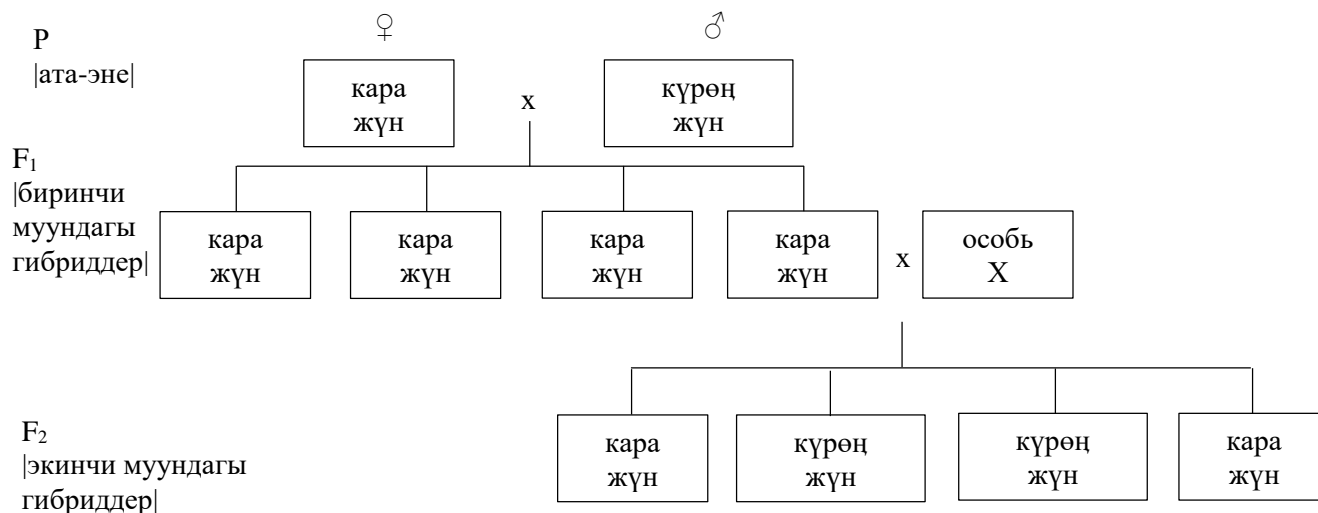 P
|ата-эне|
♀ ♂
кара
жүн
x
күрөң
жүн
F₁
|биринчи
муундагы
гибриддер|
кара
жүн
кара
жүн
кара
жүн
кара
жүн
x
особь
X
F₂
|экинчи муундагы
гибриддер|
кара
жүн
күрөң
жүн
күрөң
жүн
кара
жүн